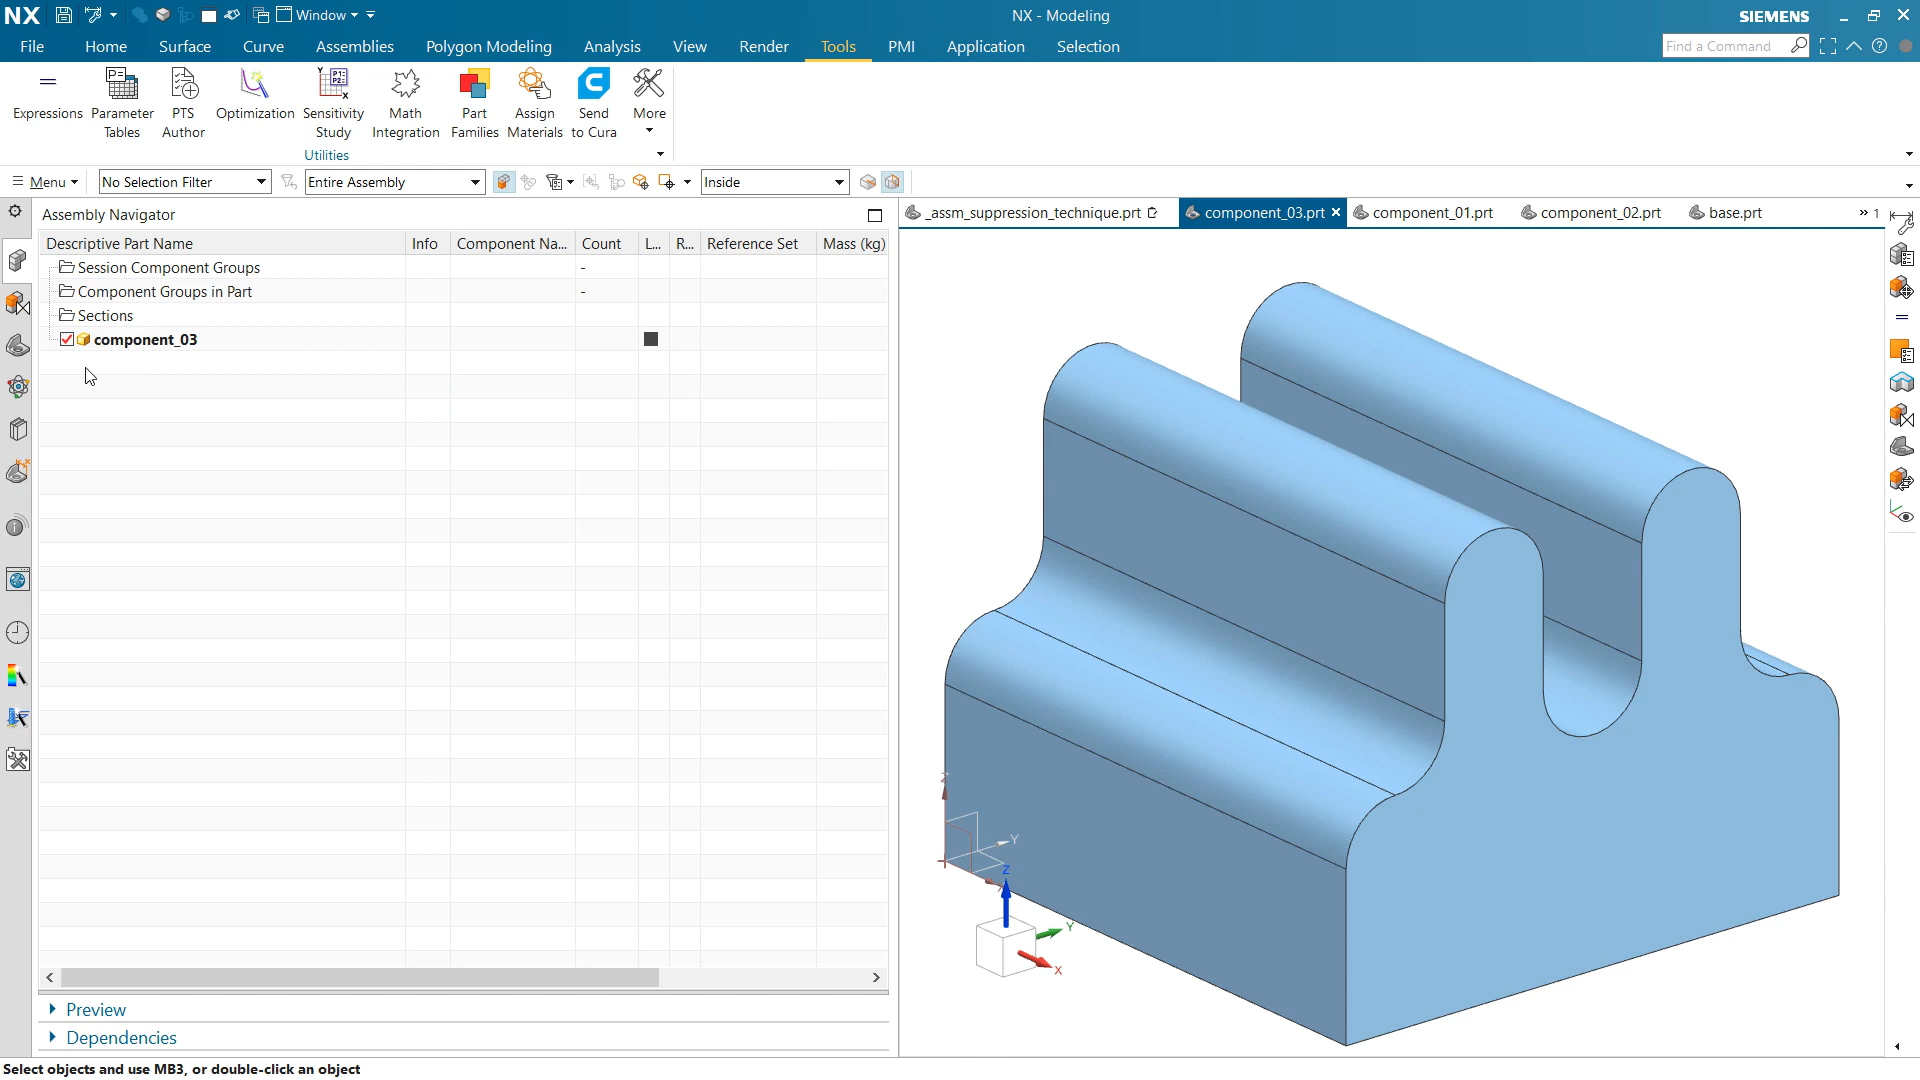 NX
Window
NX - Modeling
SIEMENS
File Home Surface Curve Assemblies Polygon Modeling Analysis View Render Tools PMI Application Selection
Find a Command
Expressions
Parameter Tables
PTS Author
Optimization
Sensitivity Study
Math Integration
Part Families
Assign Materials
Send to Cura
More
Utilities
Menu
No Selection Filter
Entire Assembly
Inside
Assembly Navigator
_assm_suppression_technique.prt component_03.prt component_01.prt component_02.prt base.prt 1
Descriptive Part Name Info Component Na... Count L... R... Reference Set Mass (kg)
Session Component Groups -
Component Groups in Part -
Sections
component_03
Z
Y
Z
Y
X
Preview
Dependencies
Select objects and use MB3, or double-click an object